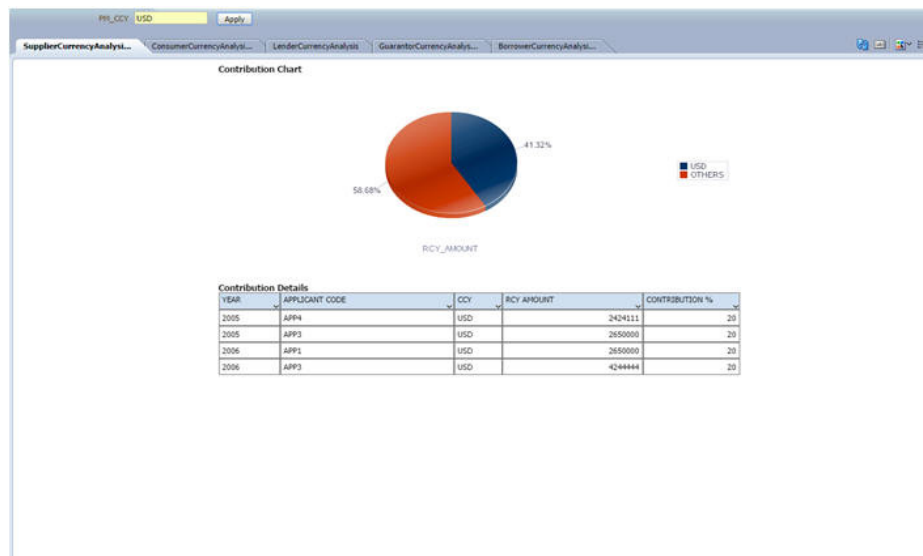 PM_CCY USD Apply
SupplierCurrencyAnalysi... ConsumerCurrencyAnalysi... LenderCurrencyAnalysis GuarantorCurrencyAnalys... BorrowerCurrencyAnalysi...
Contribution Chart
41.32%
USD
OTHERS
58.68%
RCY_AMOUNT
Contribution Details
YEAR APPLICANT CODE CCY RCY AMOUNT CONTRIBUTION %
2005 APP4 USD 2424111 20
2005 APP3 USD 2650000 20
2006 APP1 USD 2650000 20
2006 APP3 USD 4244444 20